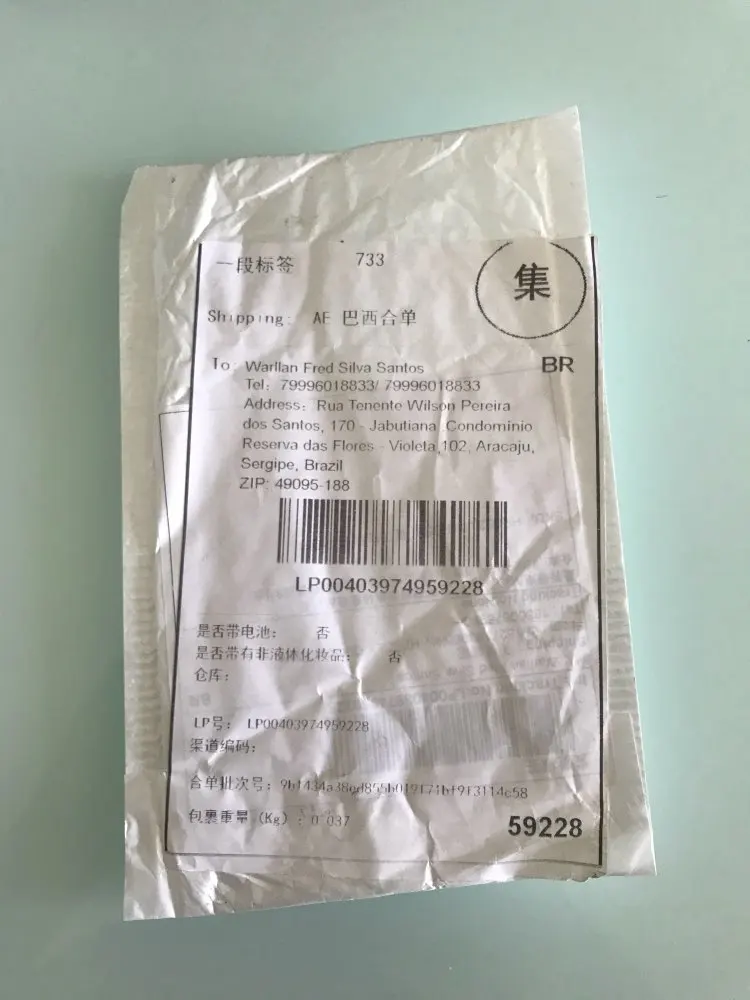 一段标签 733
集
Shipping: AE 巴西合单
BR
To: Warllan Fred Silva Santos
Tel: 79996018833/ 79996018833
Address: Rua Tenente Wilson Pereira
dos Santos, 170 - Jabutiana ,Condominio
Reserva das Flores - Violeta,102, Aracaju,
Sergipe, Brazil
ZIP: 49095-188
LP00403974959228
是否带电池: 否
是否带有非液体化妆品: 否
仓库:
LP号: LP00403974959228
渠道编码:
合单批次号:
包裹重量 (Kg) : 0.037
59228